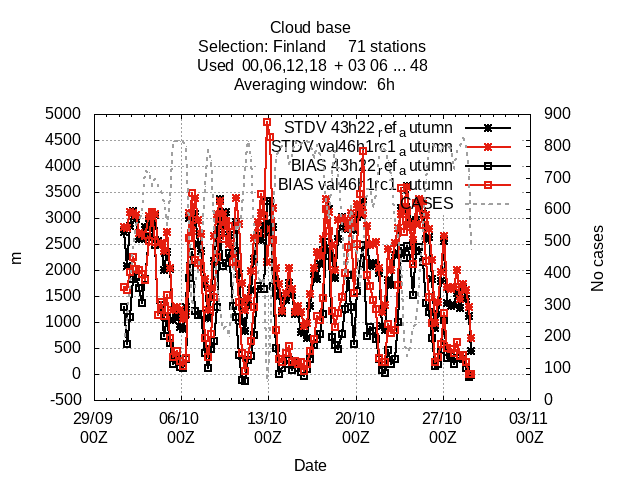 Cloud base
Selection: Finland 71 stations
Used 00,06,12,18 + 03 06 ... 48
Averaging window: 6h
STDV 43h22_ref_autumn
STDV val46h1rc1_autumn
BIAS 43h22_ref_autumn
BIAS val46h1rc1_autumn
CASES
5000
4500
4000
3500
3000
2500
2000
1500
1000
500
0
-500
m
900
800
700
600
500
400
300
200
100
0
No cases
29/09 06/10 13/10 20/10 27/10 03/11
00Z 00Z 00Z 00Z 00Z 00Z
Date